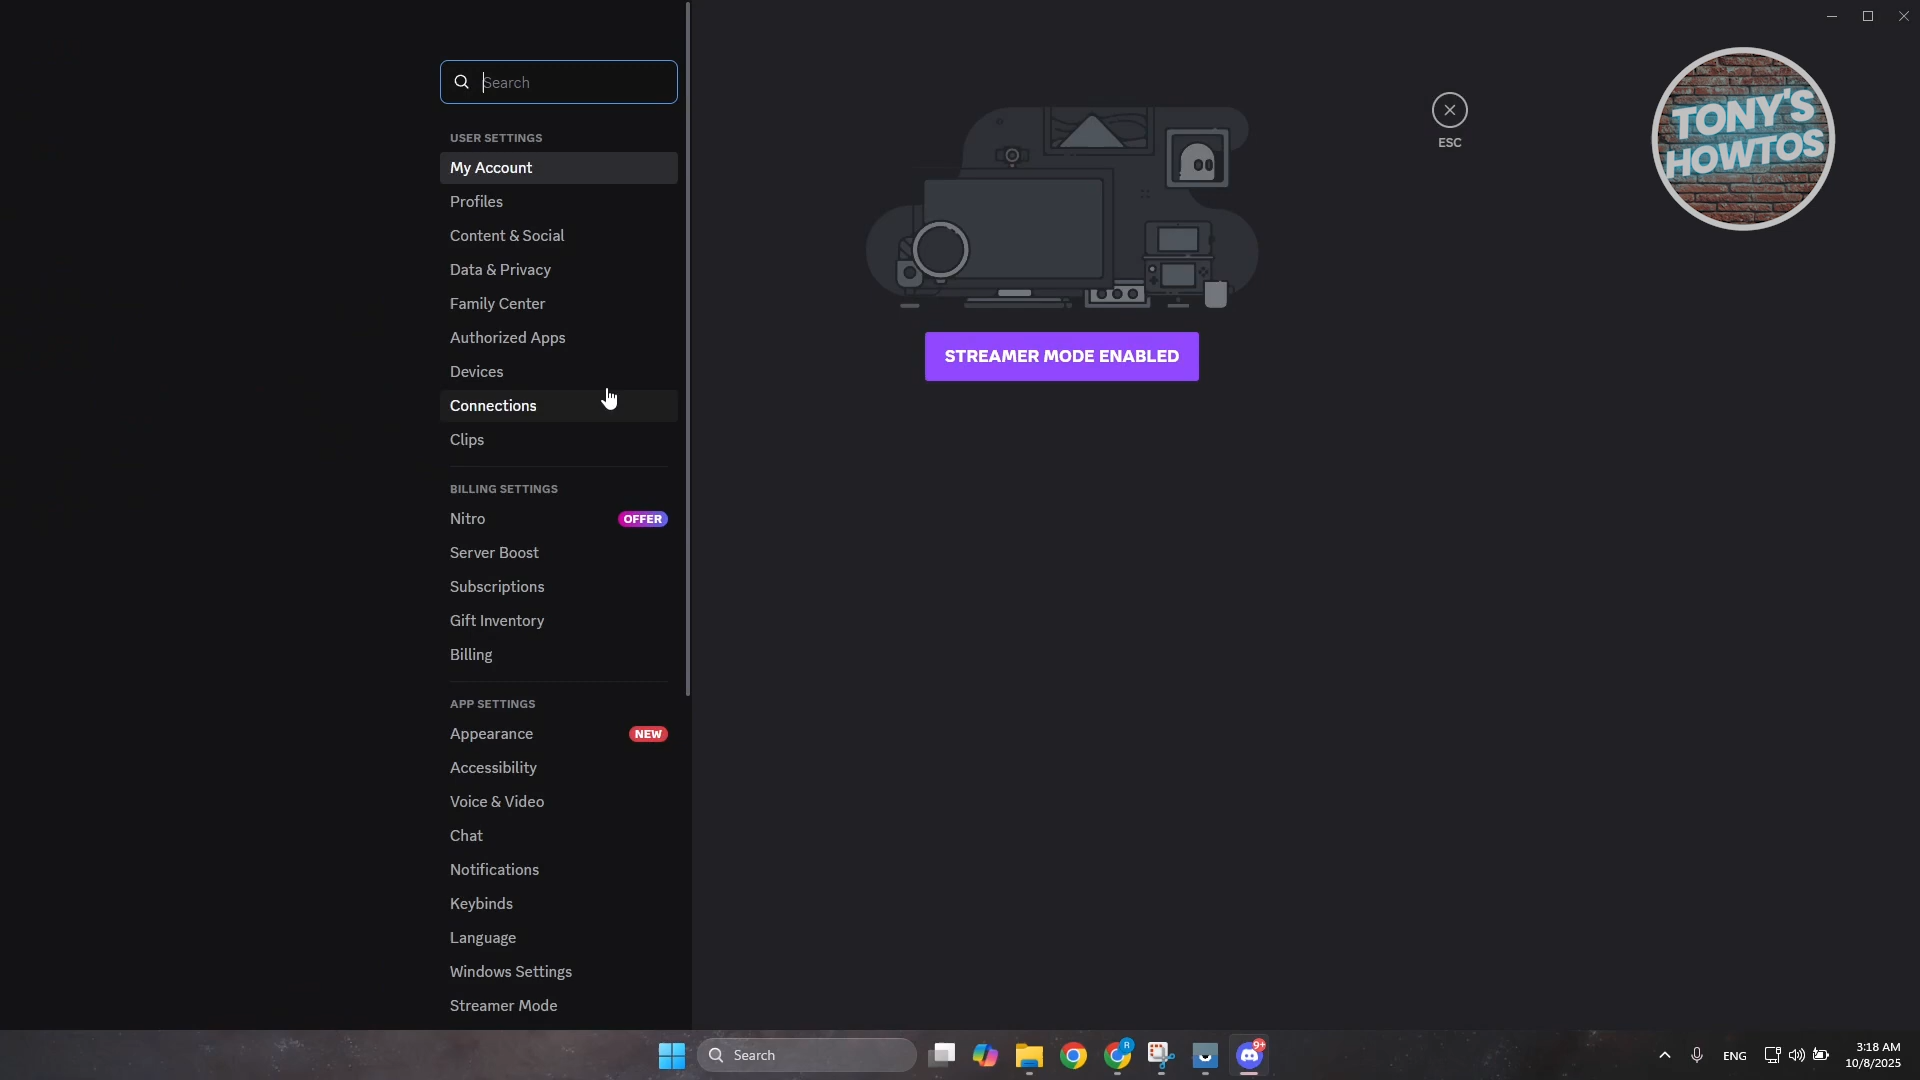 Search
USER SETTINGS
My Account
Profiles
Content & Social
Data & Privacy
Family Center
Authorized Apps
Devices
Connections
Clips
BILLING SETTINGS
Nitro OFFER
Server Boost
Subscriptions
Gift Inventory
Billing
APP SETTINGS
Appearance NEW
Accessibility
Voice & Video
Chat
Notifications
Keybinds
Language
Windows Settings
Streamer Mode
STREAMER MODE ENABLED
ESC
TONY'S
HOWTOS
Search
R
9+
ENG
3:18 AM
10/8/2025